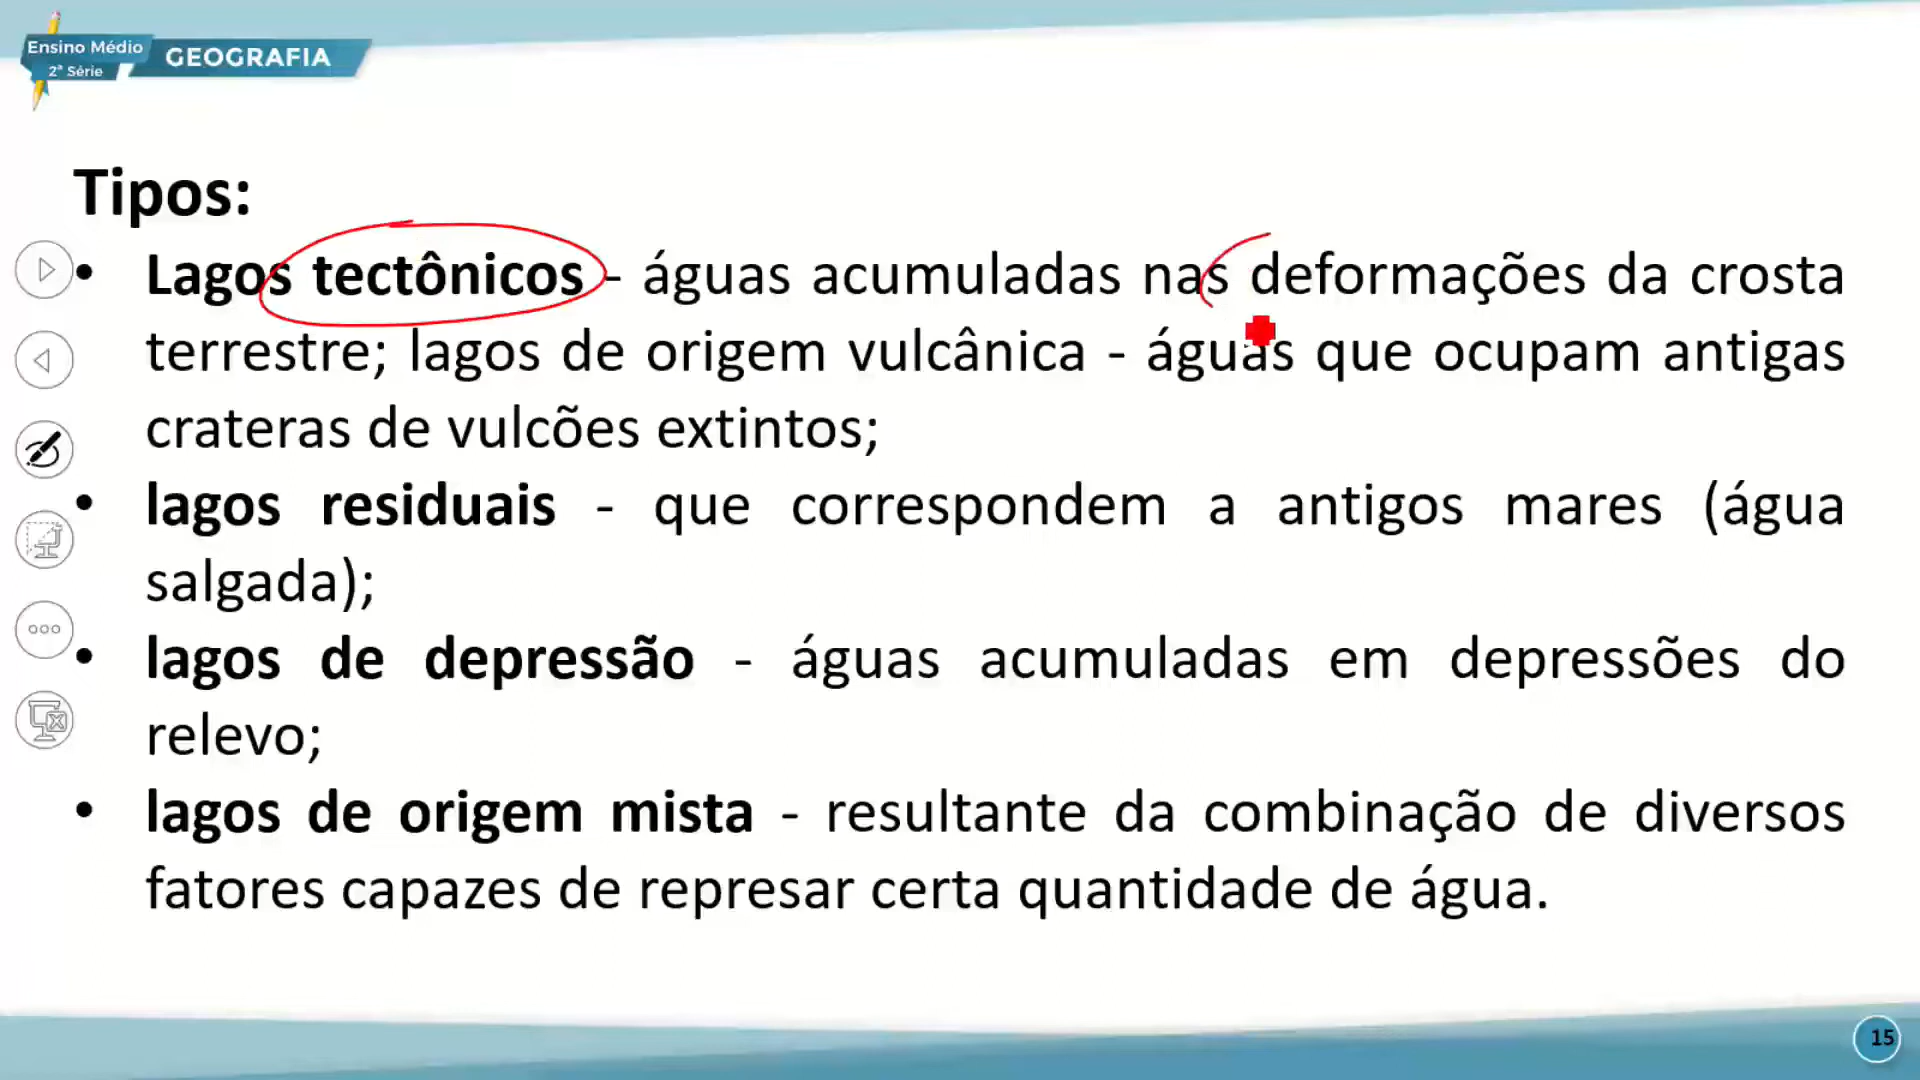 Ensino Médio
2ª Série
GEOGRAFIA
Tipos:
• Lagos tectônicos - águas acumuladas nas deformações da crosta
terrestre; lagos de origem vulcânica - águas que ocupam antigas
crateras de vulcões extintos;
• lagos residuais - que correspondem a antigos mares (água
salgada);
• lagos de depressão - águas acumuladas em depressões do
relevo;
• lagos de origem mista - resultante da combinação de diversos
fatores capazes de represar certa quantidade de água.
15